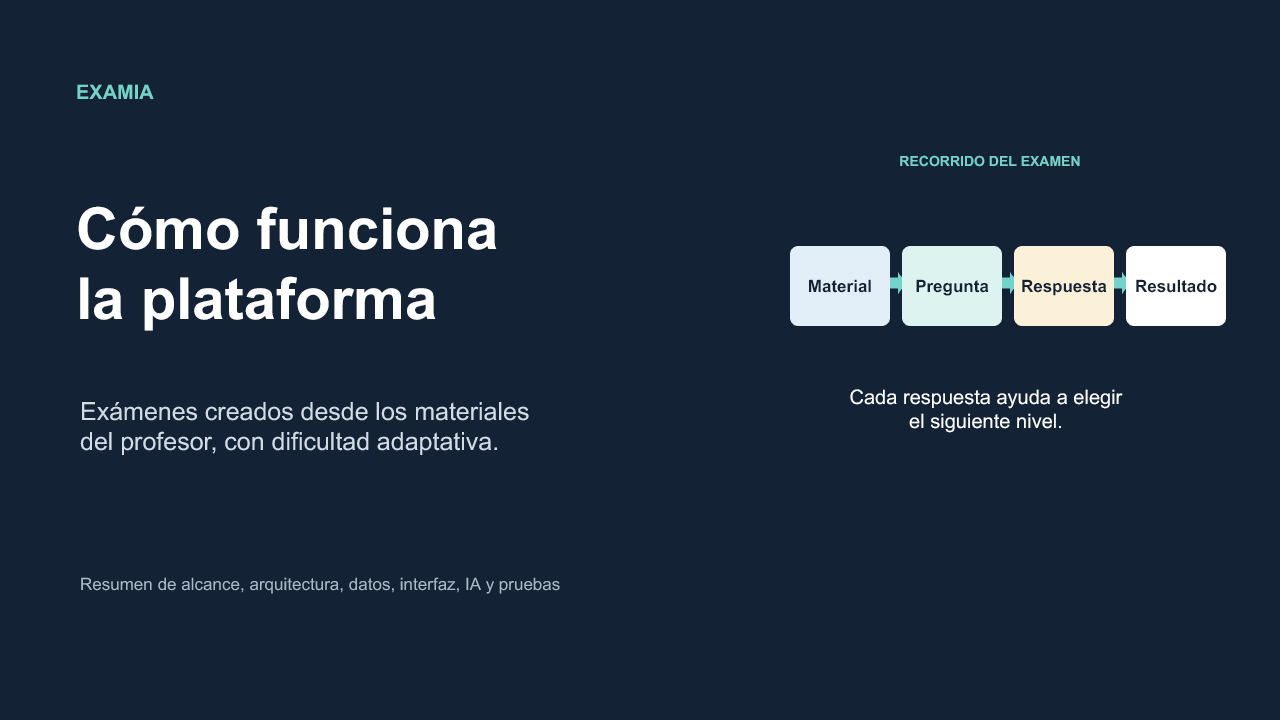 EXAMIA
Cómo funciona
la plataforma
Exámenes creados desde los materiales
del profesor, con dificultad adaptativa.
Resumen de alcance, arquitectura, datos, interfaz, IA y pruebas
RECORRIDO DEL EXAMEN
Material
Pregunta
Respuesta
Resultado
Cada respuesta ayuda a elegir
el siguiente nivel.